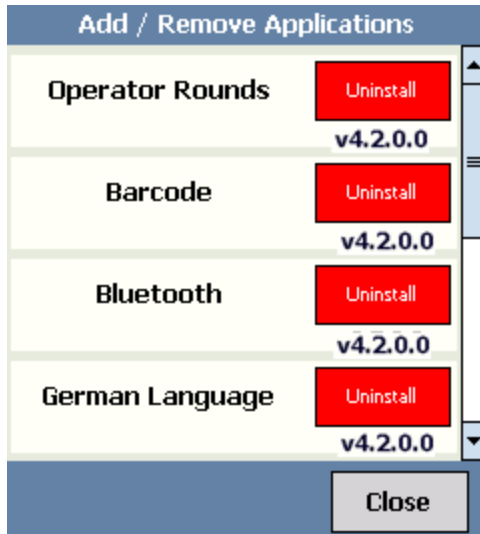 Add / Remove Applications
Operator Rounds
Uninstall
v4.2.0.0
Barcode
Uninstall
v4.2.0.0
Bluetooth
Uninstall
v4.2.0.0
German Language
Uninstall
v4.2.0.0
Close